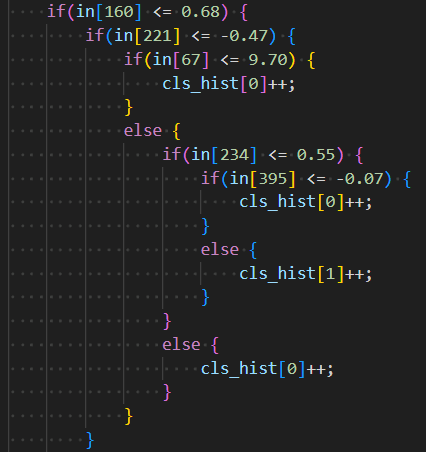 if(in[160] <= 0.68) {
    if(in[221] <= -0.47) {
        if(in[67] <= 9.70) {
            cls_hist[0]++;
        }
        else {
            if(in[234] <= 0.55) {
                if(in[395] <= -0.07) {
                    cls_hist[0]++;
                }
                else {
                    cls_hist[1]++;
                }
            }
            else {
                cls_hist[0]++;
            }
        }
    }